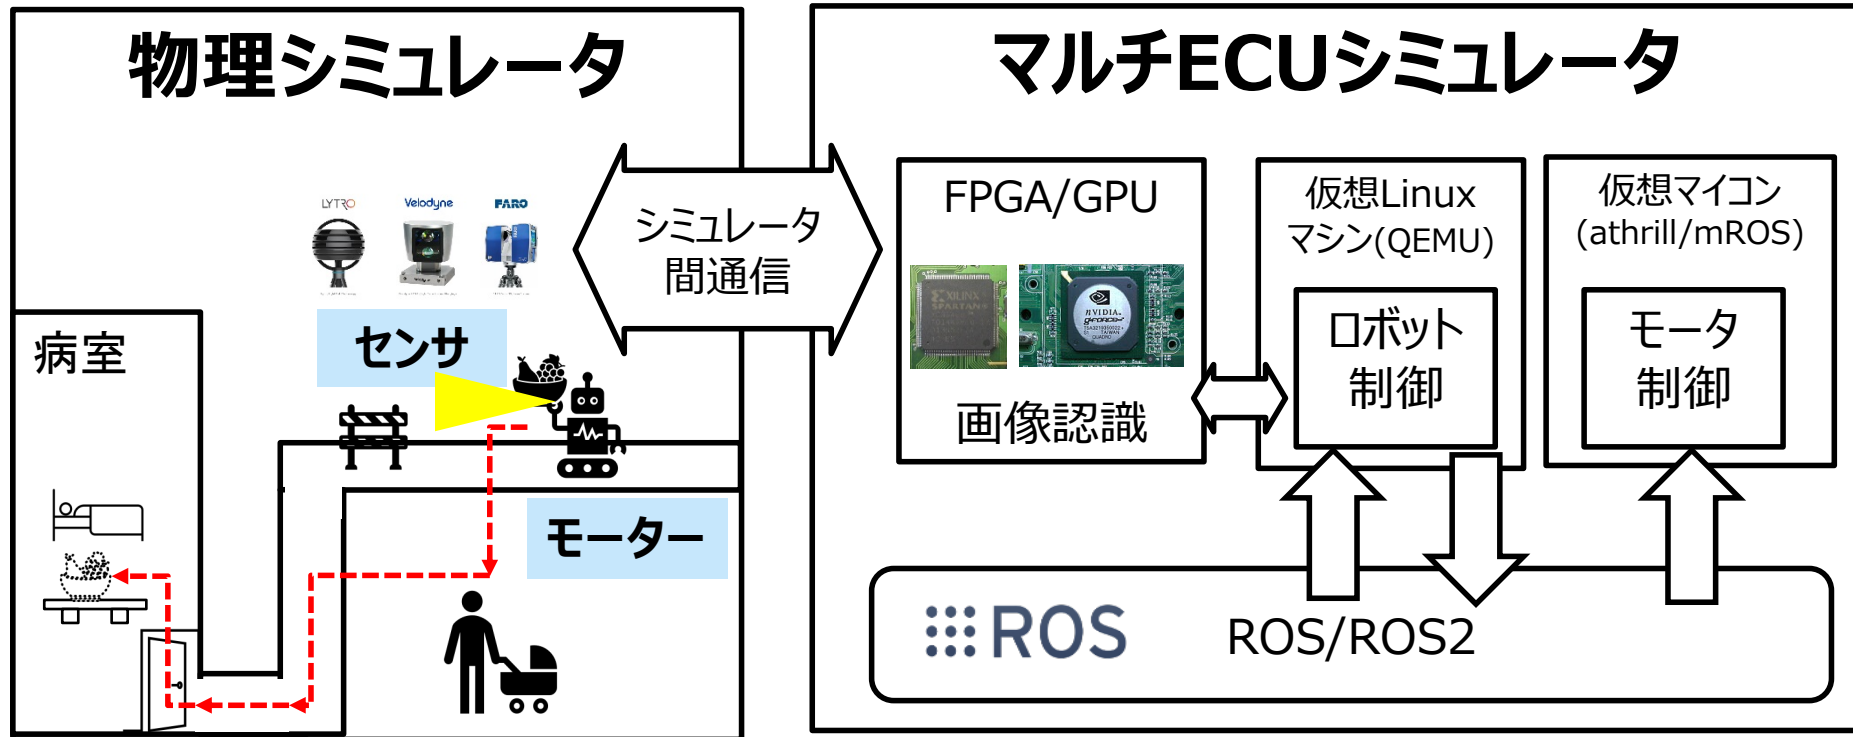 物理シミュレータ
LYTRO
Velodyne
FARO
センサ
病室
モーター
シミュレータ
間通信
マルチECUシミュレータ
FPGA/GPU
XILINX
SPARTAN
nVIDIA
画像認識
仮想Linux
マシン(QEMU)
ロボット
制御
仮想マイコン
(athrill/mROS)
モータ
制御
ROS
ROS/ROS2